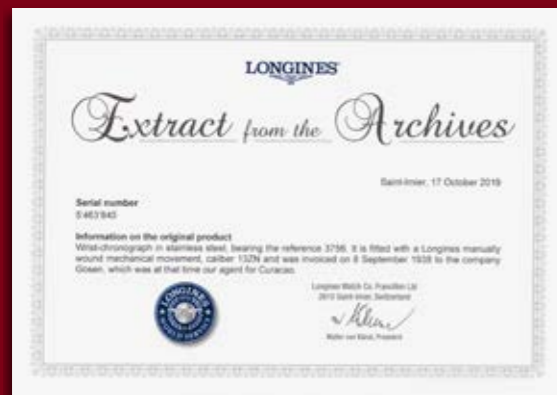 LONGINES
Extract from the Archives
Saint-Imier, 17 October 2019
Serial number
5'463'845
Information on the original product
Wrist-chronograph in stainless steel, bearing the reference 3756. It is fitted with a Longines manually
wound mechanical movement, caliber 13ZN and was invoiced on 8 September 1938 to the company
Gosen, which was at that time our agent for Curacao.
Longines Watch Co. Francillon Ltd
2610 Saint-Imier, Switzerland
LONGINES
WORLD SERVICE
Walter von Känel, President